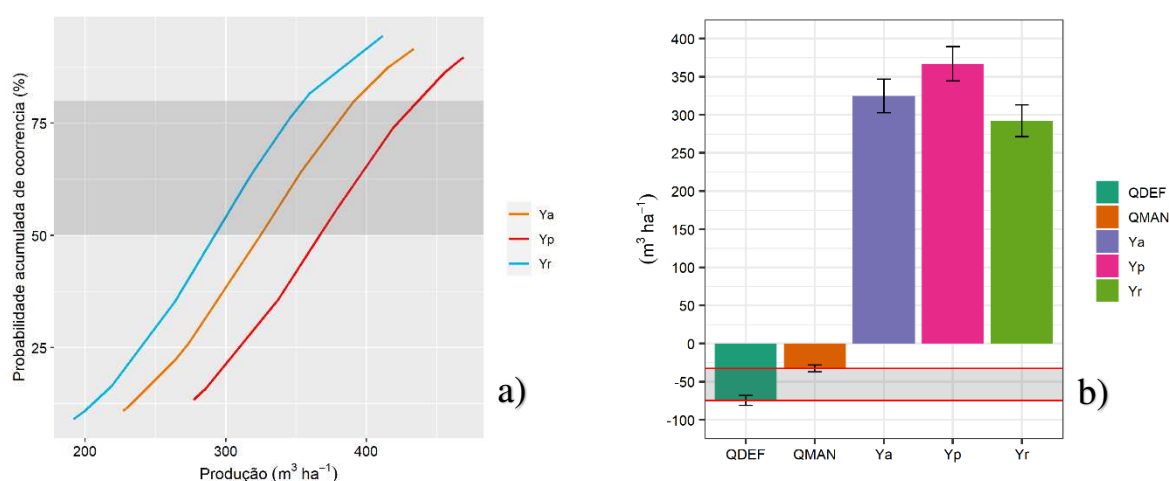 Probabilidade acumulada de ocorrencia (%)
75
50
25
200
300
400
Produção (m³ ha⁻¹)
Ya
Yp
Yr
a)
(m³ ha⁻¹)
400
350
300
250
200
150
100
50
0
-50
-100
QDEF
QMAN
Ya
Yp
Yr
QDEF
QMAN
Ya
Yp
Yr
b)